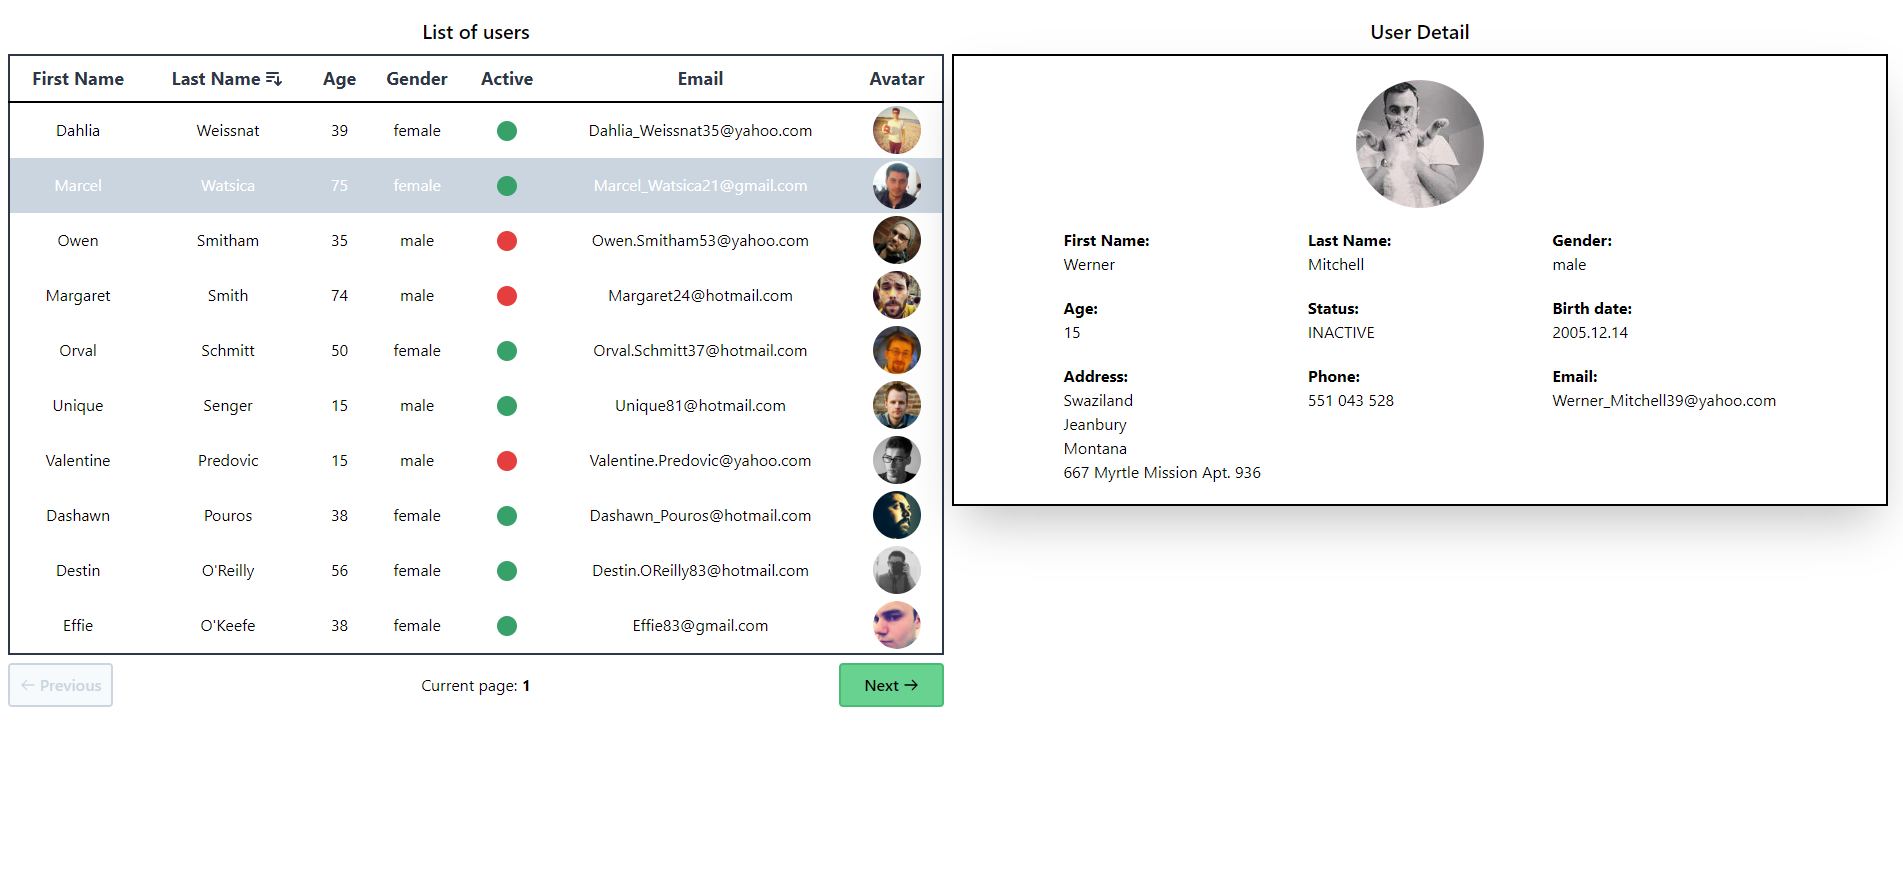 List of users
First Name Last Name Age Gender Active Email Avatar
Dahlia Weissnat 39 female Dahlia_Weissnat35@yahoo.com
Marcel Watsica 75 female Marcel_Watsica21@gmail.com
Owen Smitham 35 male Owen.Smitham53@yahoo.com
Margaret Smith 74 male Margaret24@hotmail.com
Orval Schmitt 50 female Orval.Schmitt37@hotmail.com
Unique Senger 15 male Unique81@hotmail.com
Valentine Predovic 15 male Valentine.Predovic@yahoo.com
Dashawn Pouros 38 female Dashawn_Pouros@hotmail.com
Destin O'Reilly 56 female Destin.OReilly83@hotmail.com
Effie O'Keefe 38 female Effie83@gmail.com
← Previous Current page: 1 Next →
User Detail
First Name: Last Name: Gender:
Werner Mitchell male
Age: Status: Birth date:
15 INACTIVE 2005.12.14
Address: Phone: Email:
Swaziland 551 043 528 Werner_Mitchell39@yahoo.com
Jeanbury
Montana
667 Myrtle Mission Apt. 936